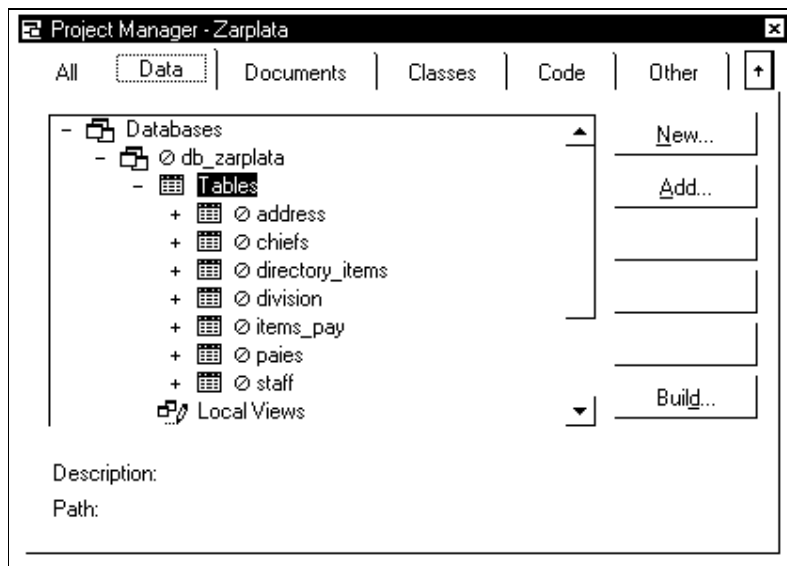 Project Manager - Zarplata
All Data Documents Classes Code Other
Databases
db_zarplata
Tables
address
chiefs
directory_items
division
items_pay
paies
staff
Local Views
New...
Add...
Build...
Description:
Path: